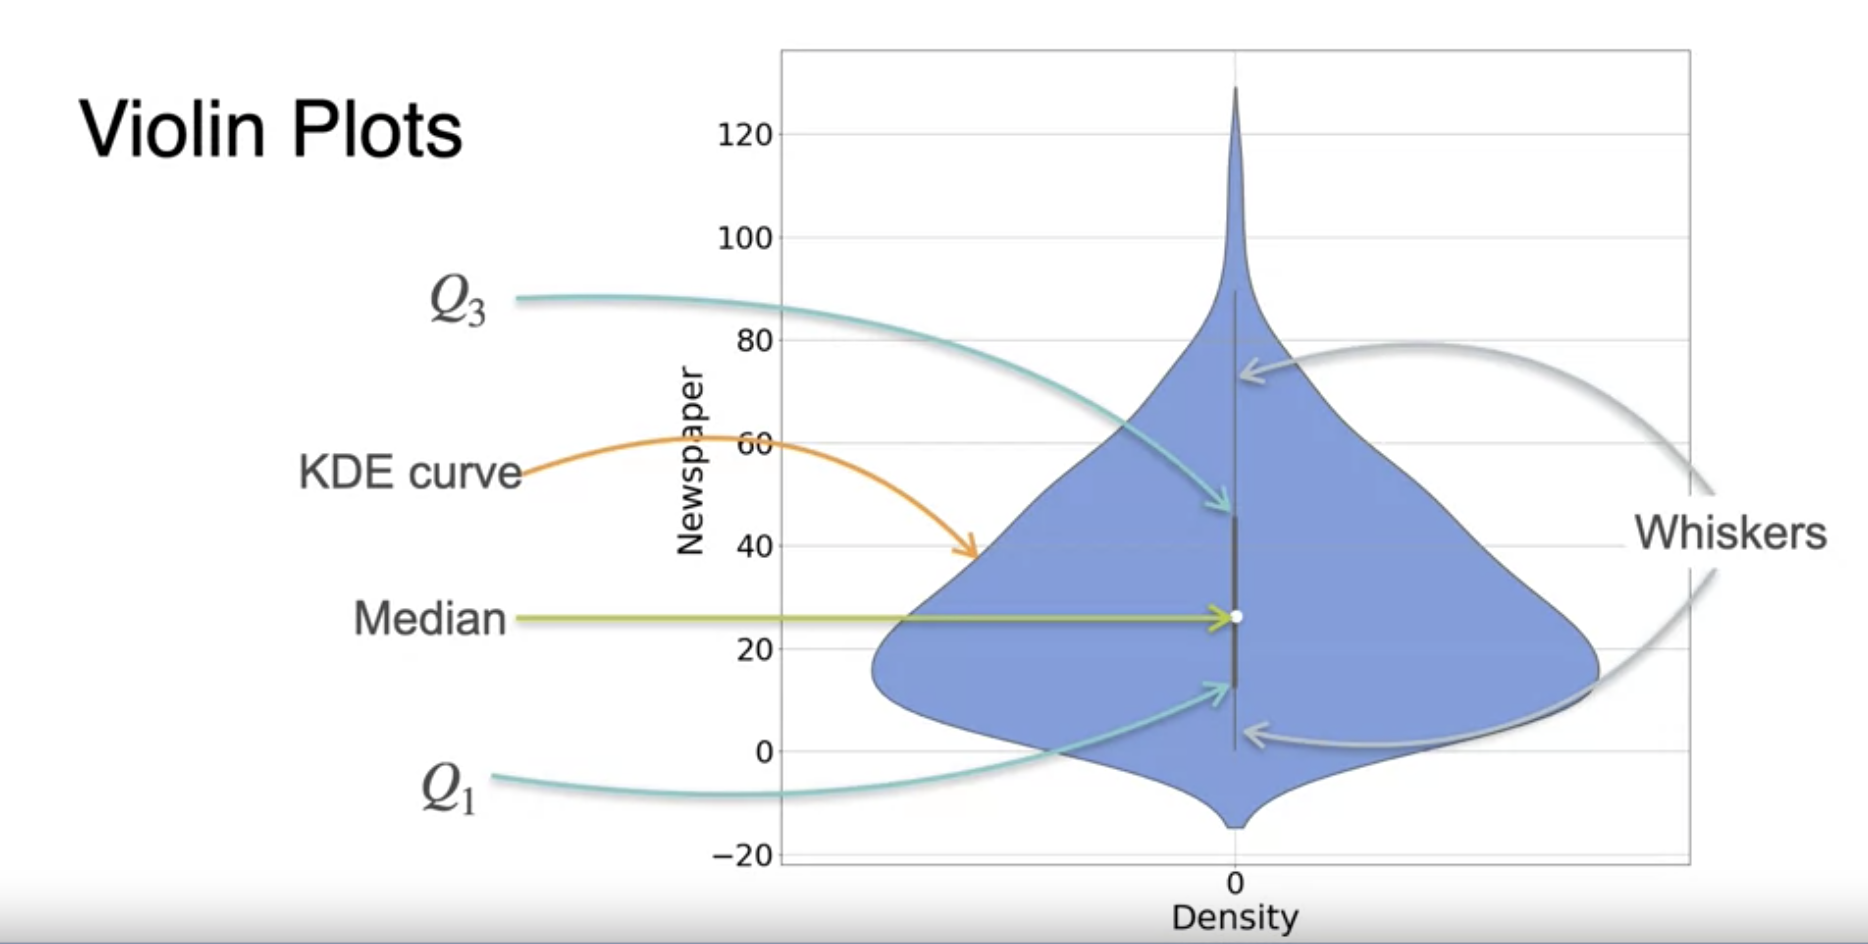 Violin Plots
Q3
KDE curve
Median
Q1
Newspaper
120
100
80
60
40
20
0
−20
0
Density
Whiskers